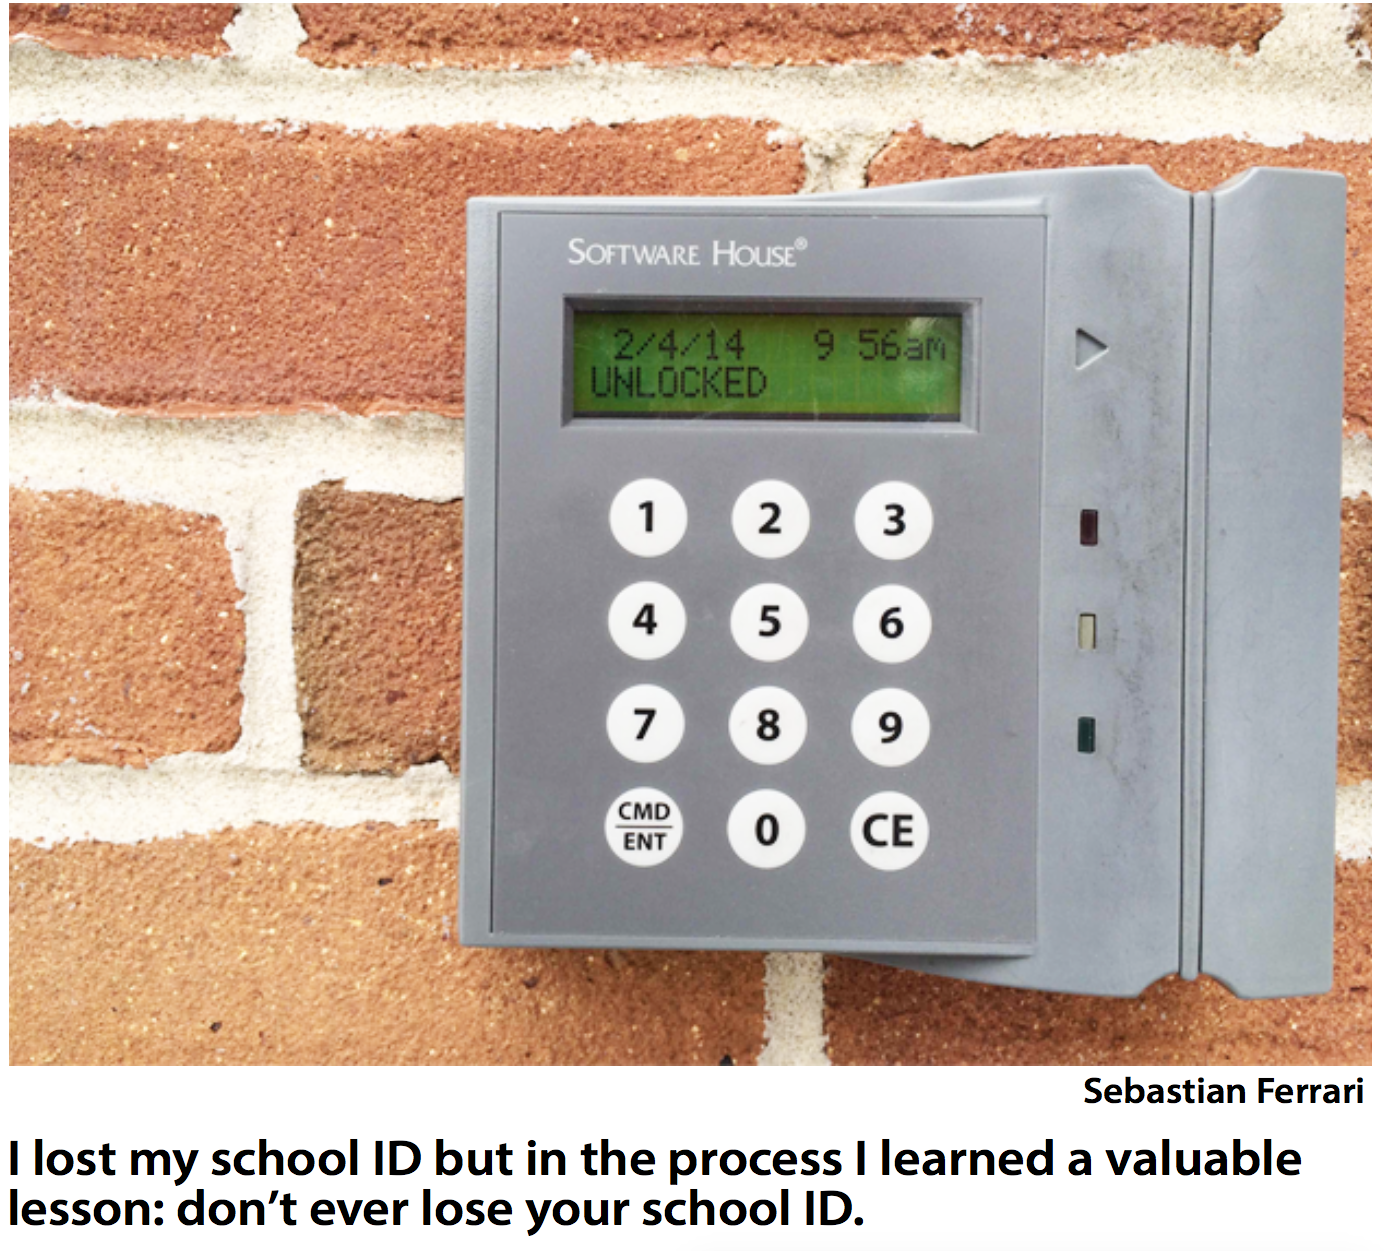 SOFTWARE HOUSE®
2/4/14 9 56am
UNLOCKED
1 2 3
4 5 6
7 8 9
CMD
ENT
0 CE
Sebastian Ferrari
I lost my school ID but in the process I learned a valuable
lesson: don’t ever lose your school ID.